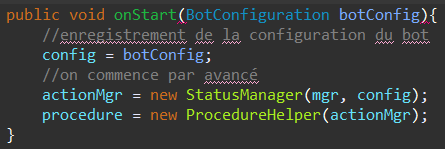 public void onStart(BotConfiguration botConfig){
//enregistrement de la configuration du bot
config = botConfig;
//on commence par avancé
actionMgr = new StatusManager(mgr, config);
procedure = new ProcedureHelper(actionMgr);
}